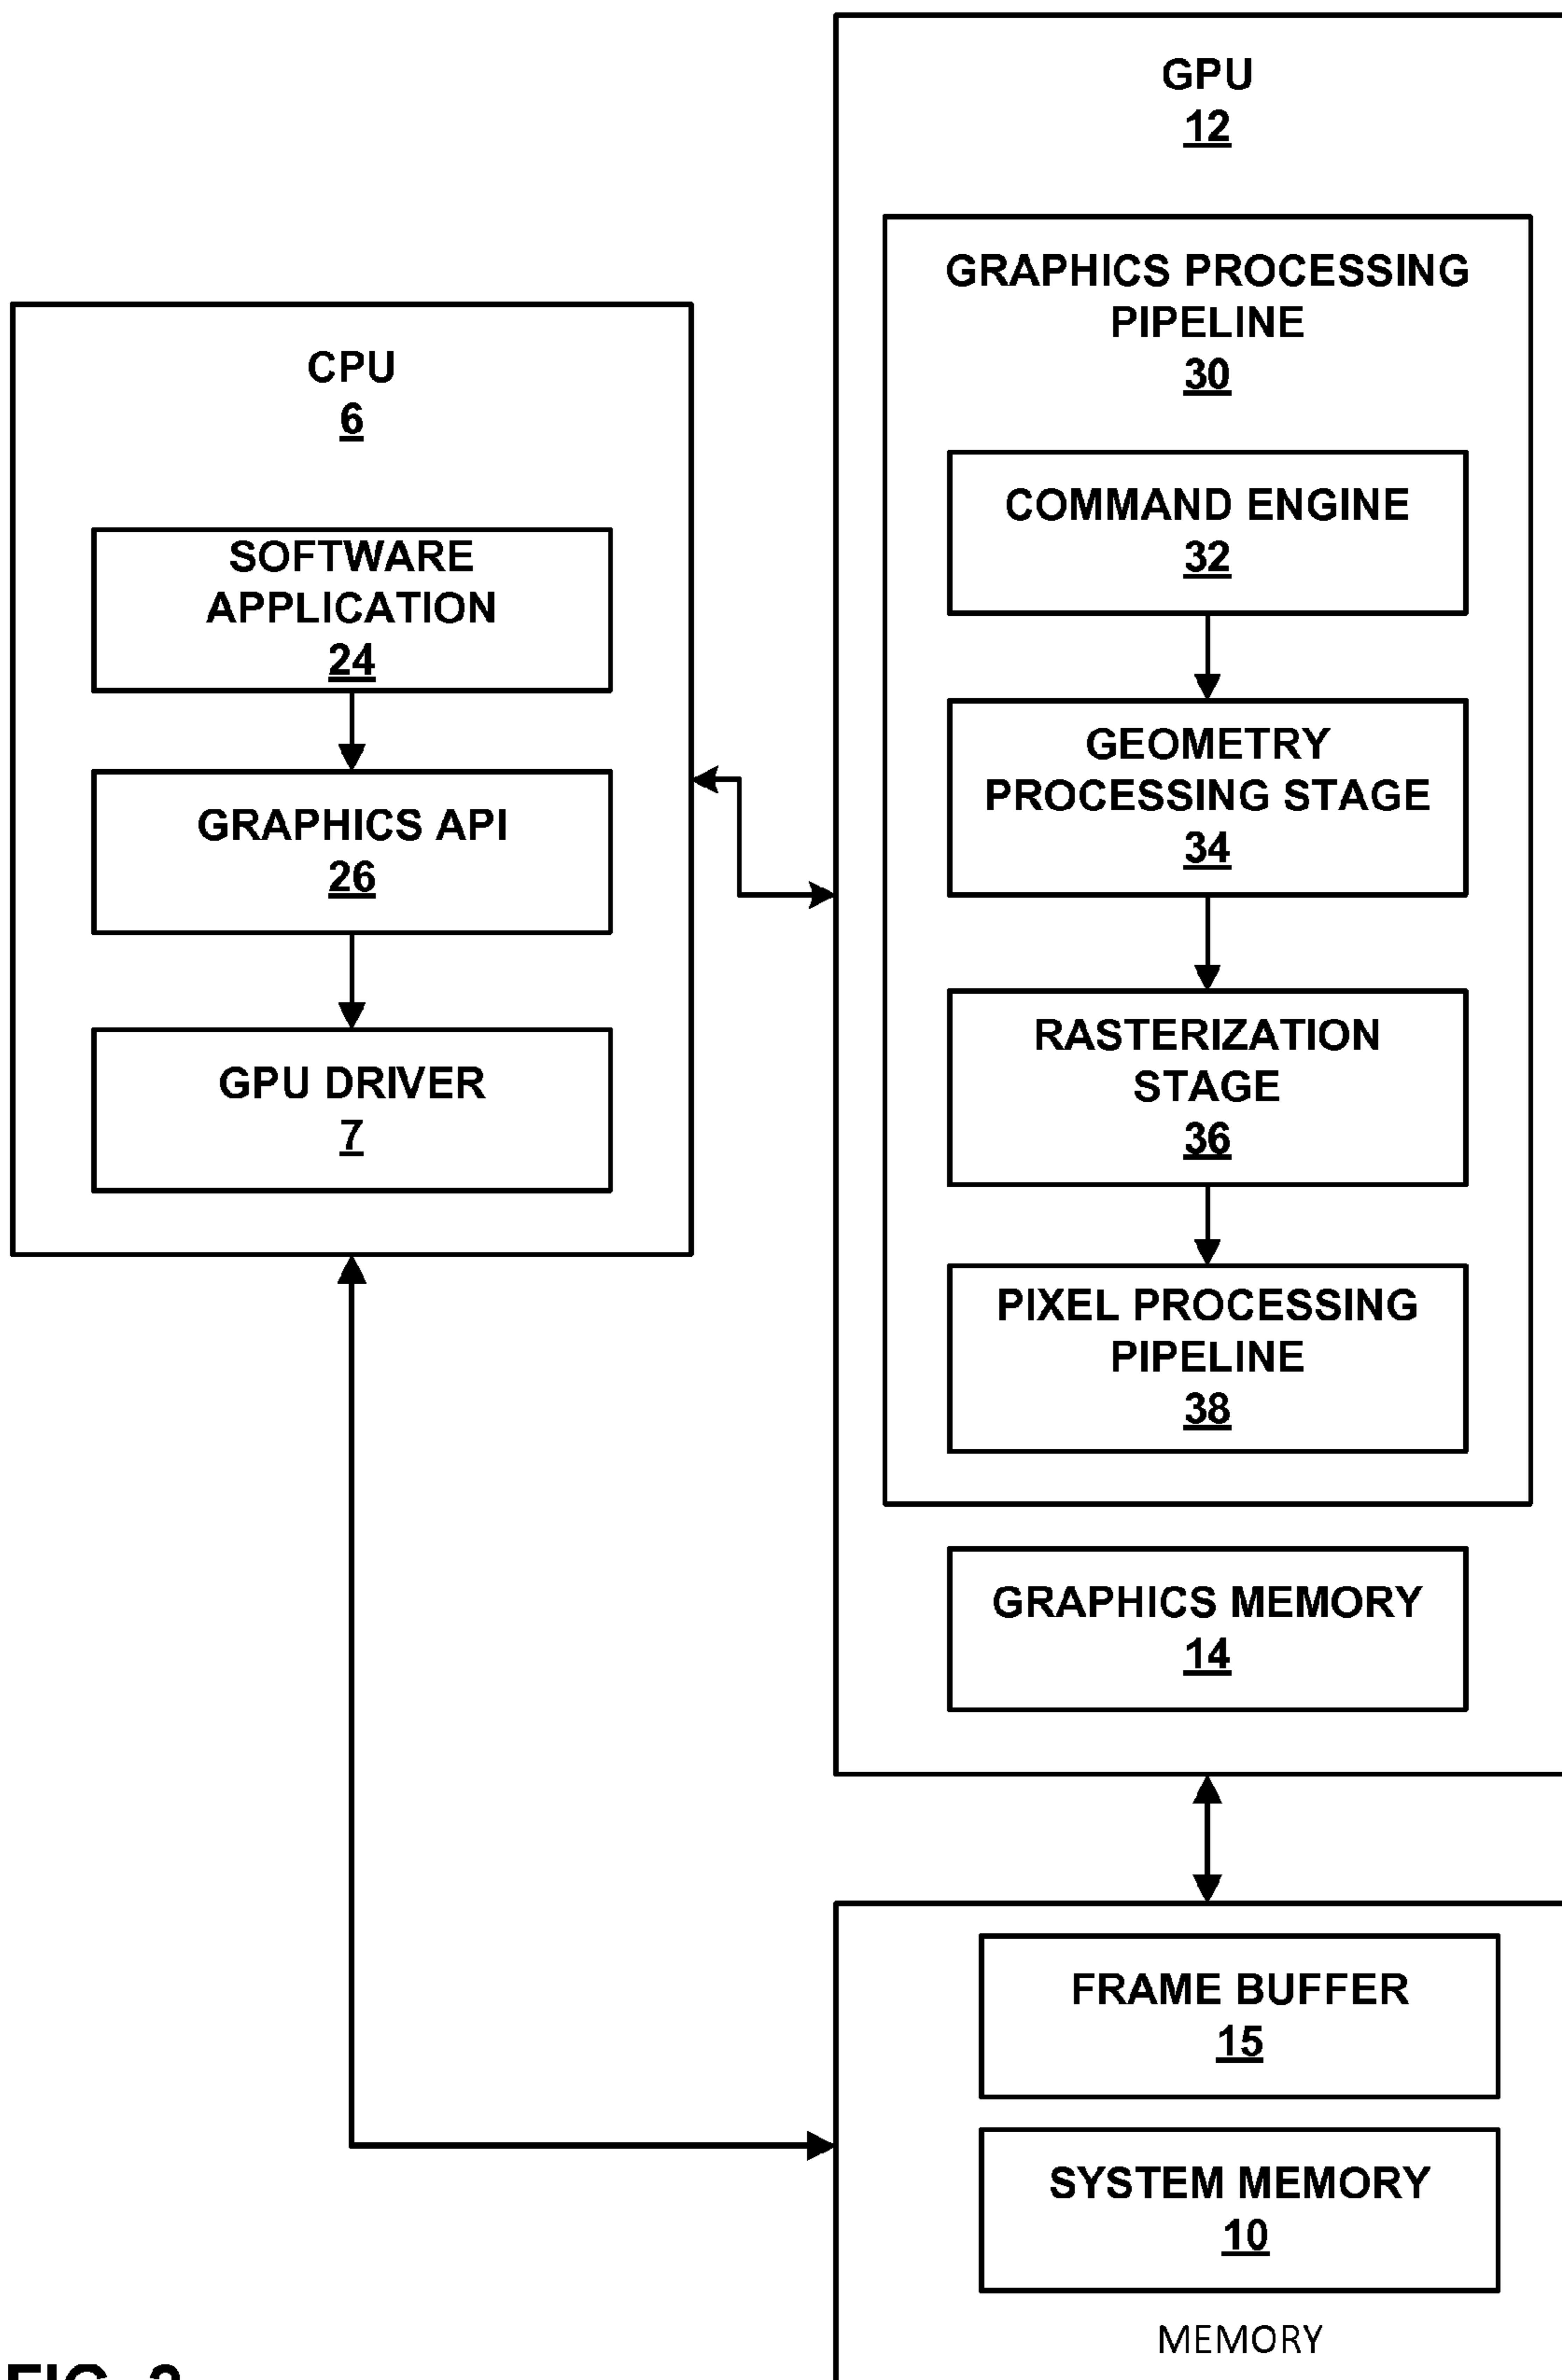 GPU
12
GRAPHICS PROCESSING
PIPELINE
30
COMMAND ENGINE
32
GEOMETRY
PROCESSING STAGE
34
RASTERIZATION
STAGE
36
PIXEL PROCESSING
PIPELINE
38
GRAPHICS MEMORY
14
CPU
6
SOFTWARE
APPLICATION
24
GRAPHICS API
26
GPU DRIVER
7
FRAME BUFFER
15
SYSTEM MEMORY
10
MEMORY
FIG.